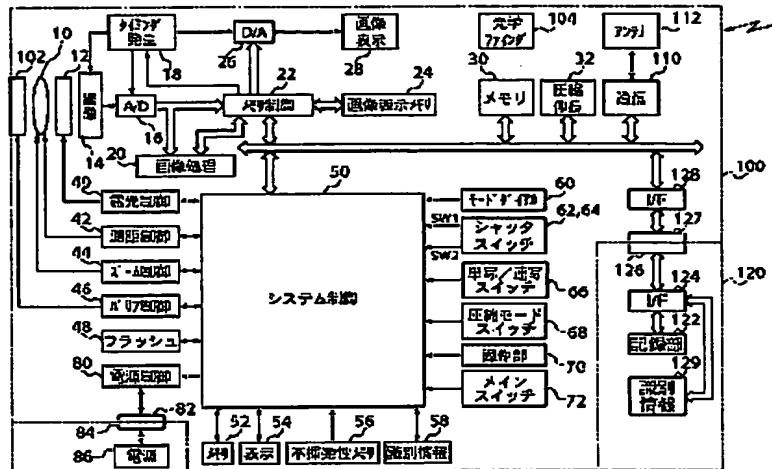 102
10
12
タイミング
発生
18
D/A
26
画像
表示
28
光学
ファインダ
104
アンテナ
112
撮像
14
A/D
16
22
メモリ制御
24
画像表示メモリ
30
メモリ
32
圧縮
伸長
110
通信
20
画像処理
50
システム制御
40
露光制御
42
測距制御
44
ズーム制御
46
バリア制御
48
フラッシュ
80
電源制御
82
84
86
電源
モードダイアル
60
SW1
シャッタ
スイッチ
62,64
SW2
単写/連写
スイッチ
66
圧縮モード
スイッチ
68
操作部
70
メイン
スイッチ
72
メモリ
52
表示
54
不揮発性メモリ
56
識別情報
58
100
128
I/F
127
126
120
124
I/F
122
記録部
129
識別
情報